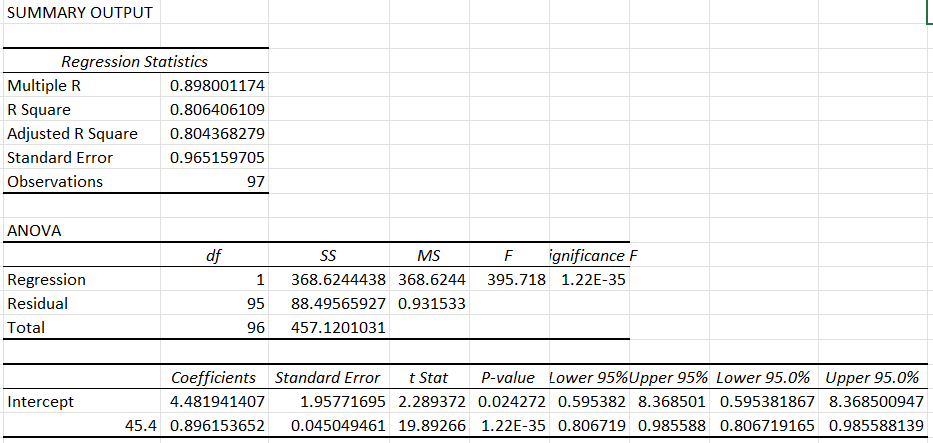 SUMMARY OUTPUT
Regression Statistics
Multiple R 0.898001174
R Square 0.806406109
Adjusted R Square 0.804368279
Standard Error 0.965159705
Observations 97
ANOVA
df SS MS F ignificance F
Regression 1 368.6244438 368.6244 395.718 1.22E-35
Residual 95 88.49565927 0.931533
Total 96 457.1201031
Coefficients Standard Error t Stat P-value Lower 95% Upper 95% Lower 95.0% Upper 95.0%
Intercept 4.481941407 1.95771695 2.289372 0.024272 0.595382 8.368501 0.595381867 8.368500947
45.4 0.896153652 0.045049461 19.89266 1.22E-35 0.806719 0.985588 0.806719165 0.985588139